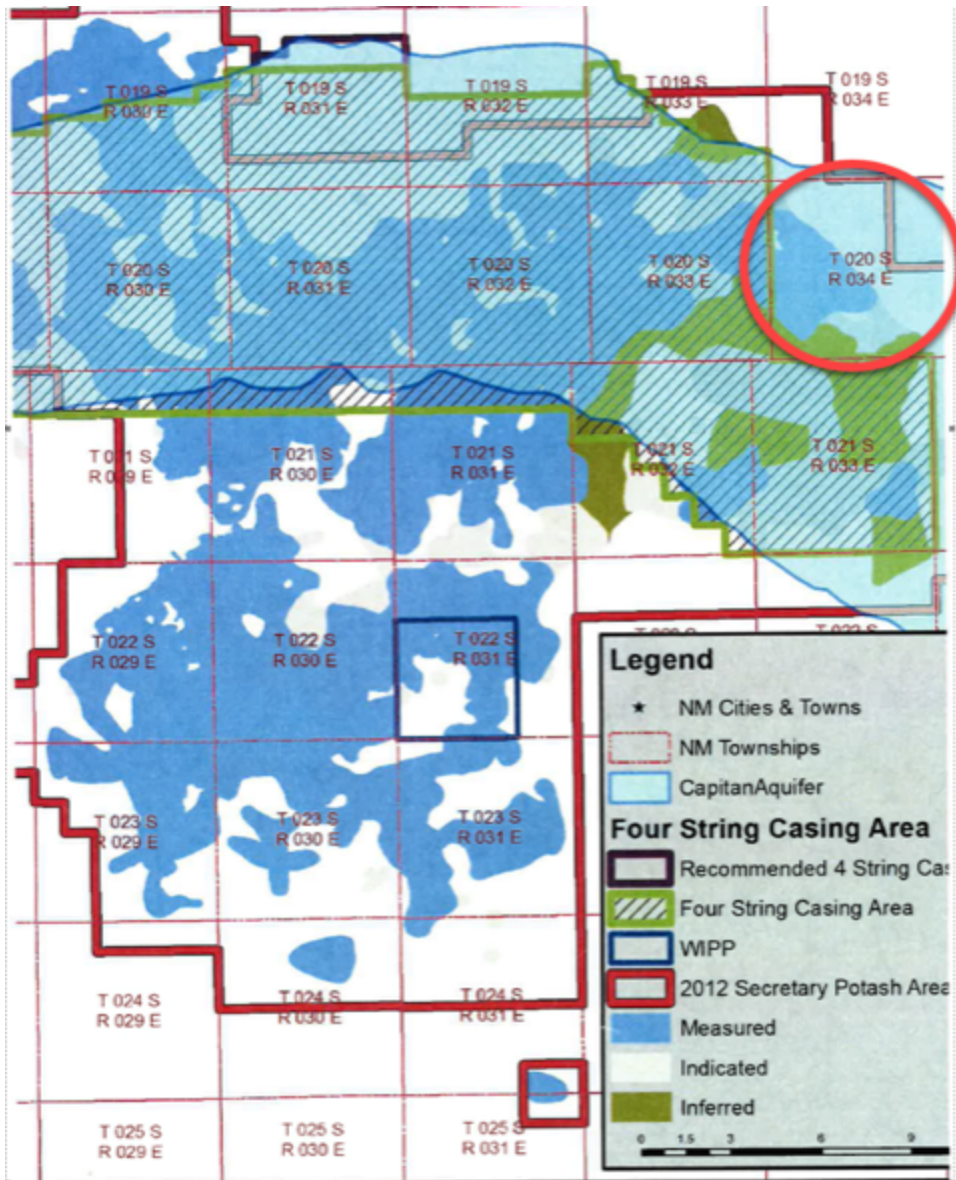 T 019 S
R 030 E
T 019 S
R 031 E
T 019 S
R 032 E
T 019 S
R 033 E
T 019 S
R 034 E
T 020 S
R 030 E
T 020 S
R 031 E
T 020 S
R 032 E
T 020 S
R 033 E
T 020 S
R 034 E
T 021 S
R 029 E
T 021 S
R 030 E
T 021 S
R 031 E
T 021 S
R 032 E
T 021 S
R 033 E
T 022 S
R 029 E
T 022 S
R 030 E
T 022 S
R 031 E
T 023 S
R 029 E
T 023 S
R 030 E
T 023 S
R 031 E
T 024 S
R 029 E
T 024 S
R 030 E
T 024 S
R 031 E
T 025 S
R 029 E
T 025 S
R 030 E
T 025 S
R 031 E
Legend
NM Cities & Towns
NM Townships
CapitanAquifer
Four String Casing Area
Recommended 4 String Cas
Four String Casing Area
WIPP
2012 Secretary Potash Area
Measured
Indicated
Inferred
0 1.5 3 6 9